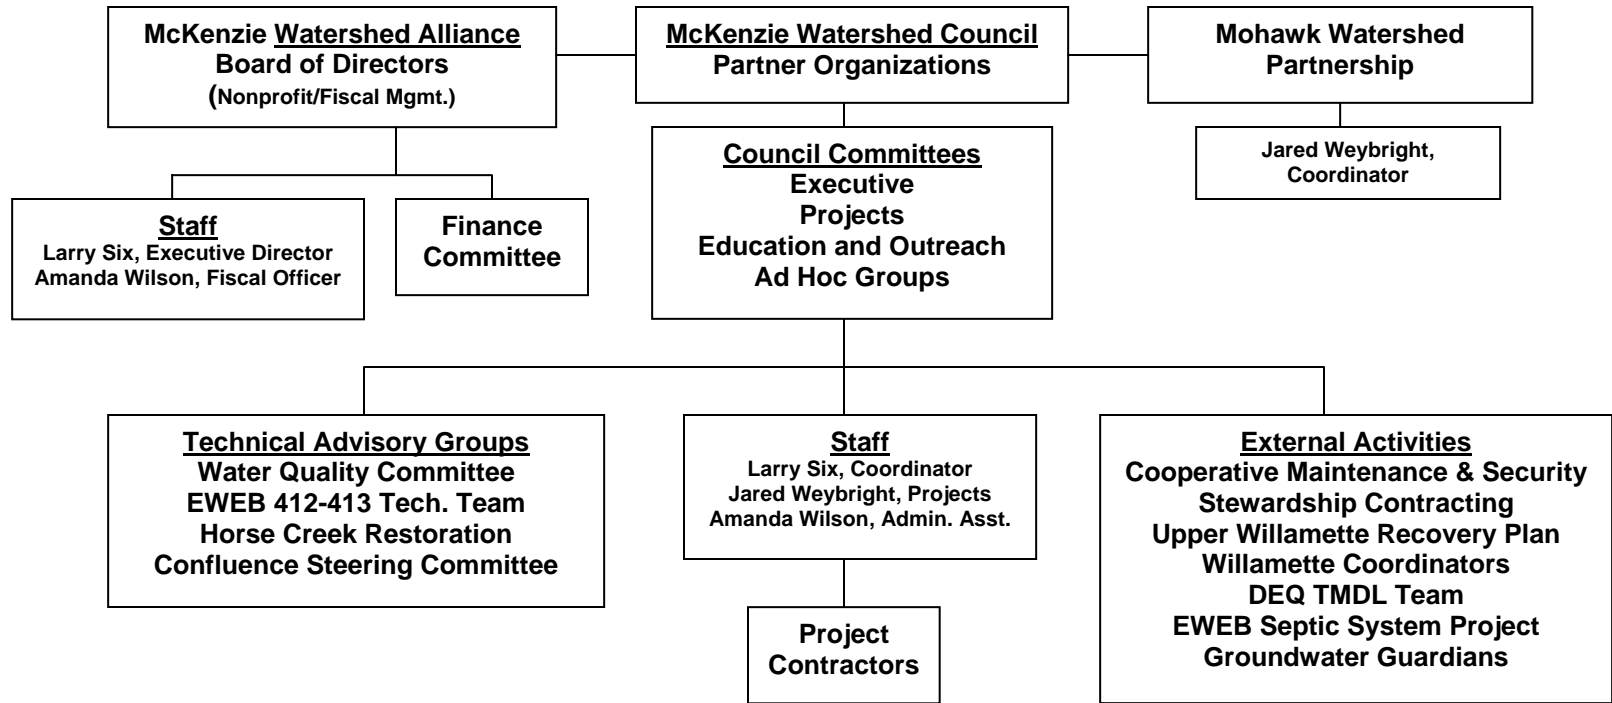 McKenzie Watershed Alliance
Board of Directors
(Nonprofit/Fiscal Mgmt.)
McKenzie Watershed Council
Partner Organizations
Mohawk Watershed
Partnership
Staff
Larry Six, Executive Director
Amanda Wilson, Fiscal Officer
Finance
Committee
Council Committees
Executive
Projects
Education and Outreach
Ad Hoc Groups
Jared Weybright,
Coordinator
Technical Advisory Groups
Water Quality Committee
EWEB 412-413 Tech. Team
Horse Creek Restoration
Confluence Steering Committee
Staff
Larry Six, Coordinator
Jared Weybright, Projects
Amanda Wilson, Admin. Asst.
Project
Contractors
External Activities
Cooperative Maintenance & Security
Stewardship Contracting
Upper Willamette Recovery Plan
Willamette Coordinators
DEQ TMDL Team
EWEB Septic System Project
Groundwater Guardians